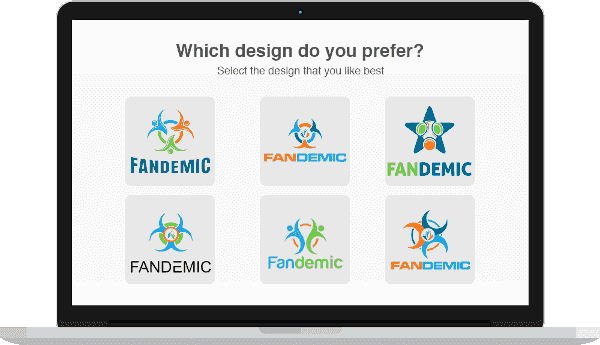 Which design do you prefer?
Select the design that you like best
FANDEMIC
FANDEMIC
FANDEMIC
FANDEMIC
Fandemic
FANDEMIC